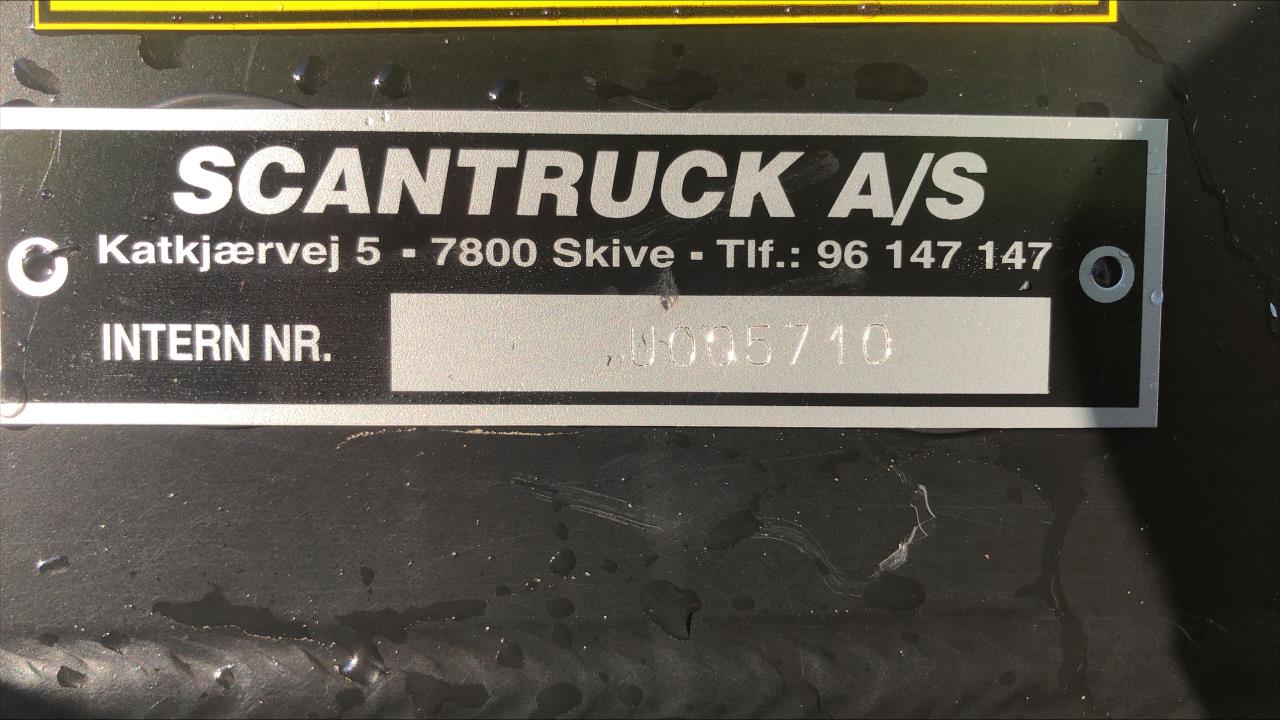 SCANTRUCK A/S
Katkjærvej 5 - 7800 Skive - Tlf.: 96 147 147
INTERN NR. U005710